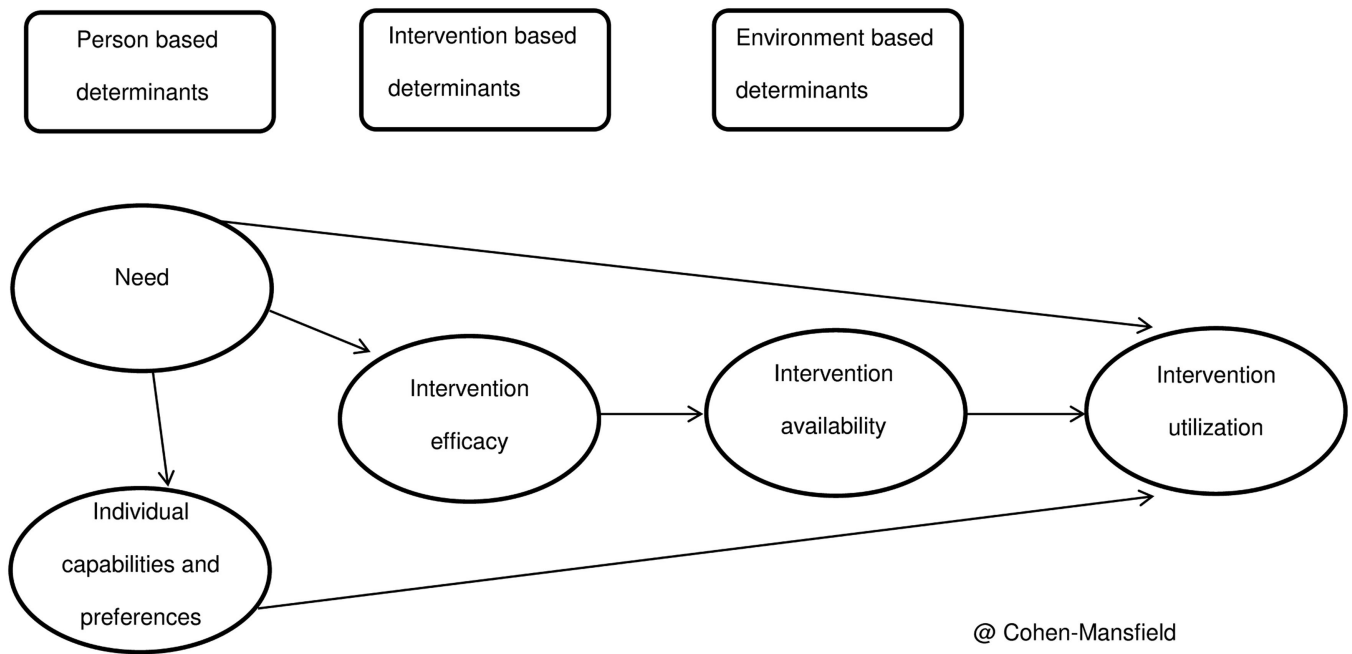 Person based
determinants
Intervention based
determinants
Environment based
determinants
Need
Intervention
efficacy
Intervention
availability
Intervention
utilization
Individual
capabilities and
preferences
@ Cohen-Mansfield